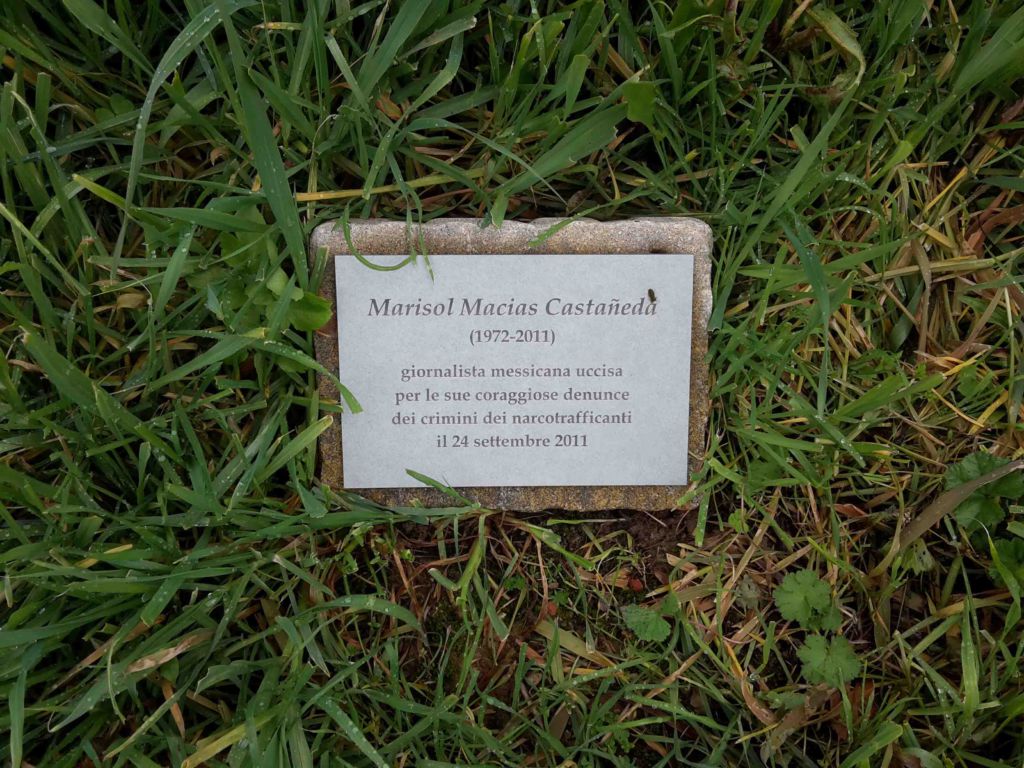 Marisol Macias Castañeda
(1972-2011)
giornalista messicana uccisa
per le sue coraggiose denunce
dei crimini dei narcotrafficanti
il 24 settembre 2011